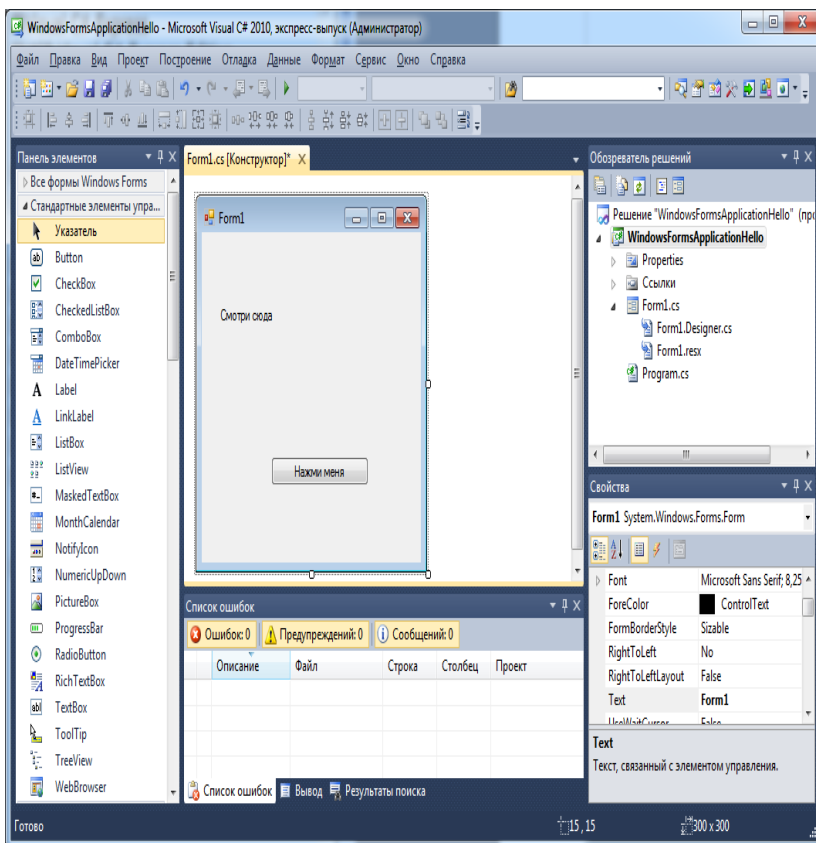 WindowsFormsApplicationHello - Microsoft Visual C# 2010, экспресс-выпуск (Администратор)
Файл Правка Вид Проект Построение Отладка Данные Формат Сервис Окно Справка
Панель элементов
Все формы Windows Forms
Стандартные элементы упра...
Указатель
Button
CheckBox
CheckedListBox
ComboBox
DateTimePicker
Label
LinkLabel
ListBox
ListView
MaskedTextBox
MonthCalendar
NotifyIcon
NumericUpDown
PictureBox
ProgressBar
RadioButton
RichTextBox
TextBox
ToolTip
TreeView
WebBrowser
Form1.cs [Конструктор]*
Form1
Смотри сюда
Нажми меня
Список ошибок
Ошибок: 0 Предупреждений: 0 Сообщений: 0
Описание Файл Строка Столбец Проект
Список ошибок Вывод Результаты поиска
Обозреватель решений
Решение "WindowsFormsApplicationHello" (про
WindowsFormsApplicationHello
Properties
Ссылки
Form1.cs
Form1.Designer.cs
Form1.resx
Program.cs
Свойства
Form1 System.Windows.Forms.Form
Font Microsoft Sans Serif; 8,25
ForeColor ControlText
FormBorderStyle Sizable
RightToLeft No
RightToLeftLayout False
Text Form1
UseWaitCursor False
Text
Текст, связанный с элементом управления.
Готово 15 , 15 300 x 300